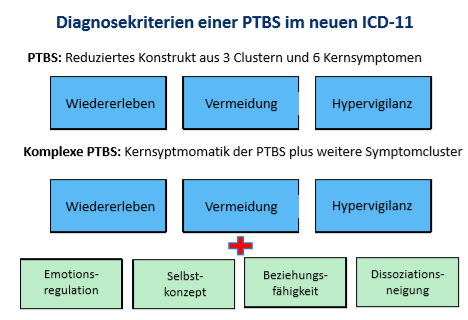 Diagnosekriterien einer PTBS im neuen ICD-11
PTBS: Reduziertes Konstrukt aus 3 Clustern und 6 Kernsymptomen
Wiedererleben Vermeidung Hypervigilanz
Komplexe PTBS: Kernsyptmomatik der PTBS plus weitere Symptomcluster
Wiedererleben Vermeidung Hypervigilanz
Emotions-
regulation
Selbst-
konzept
Beziehungs-
fähigkeit
Dissoziations-
neigung